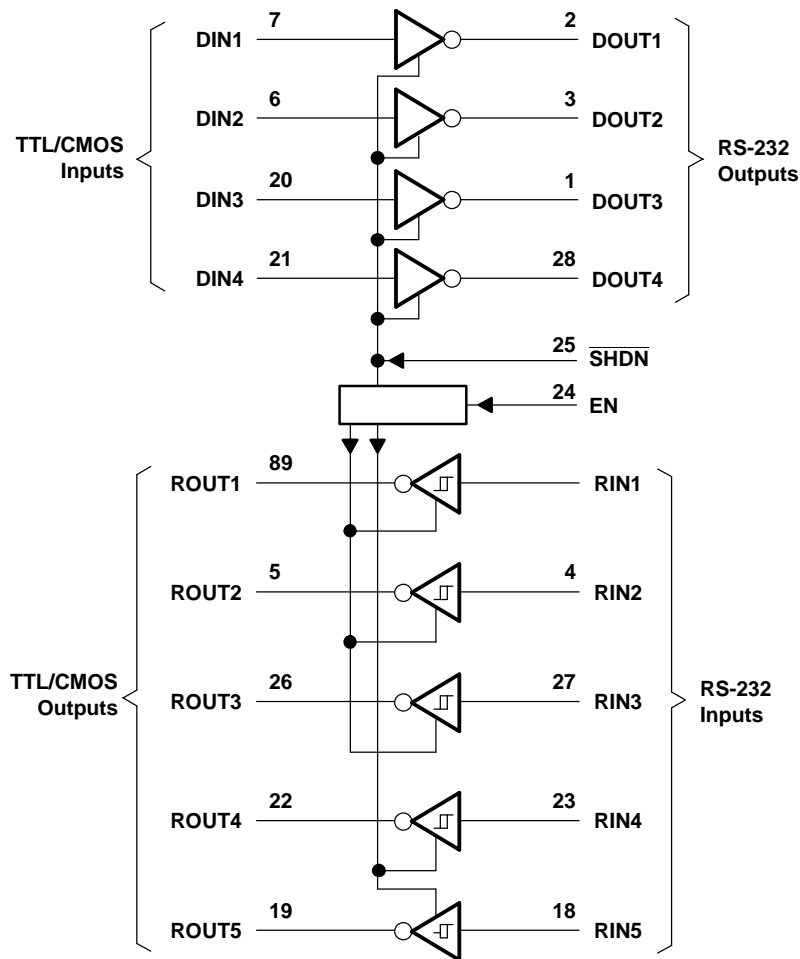 DIN1 7 2 DOUT1
DIN2 6 3 DOUT2
TTL/CMOS
Inputs
RS-232
Outputs
DIN3 20 1 DOUT3
DIN4 21 28 DOUT4
25 SHDN
24 EN
ROUT1 89 RIN1
ROUT2 5 4 RIN2
TTL/CMOS
Outputs
ROUT3 26 27 RIN3
RS-232
Inputs
ROUT4 22 23 RIN4
ROUT5 19 18 RIN5